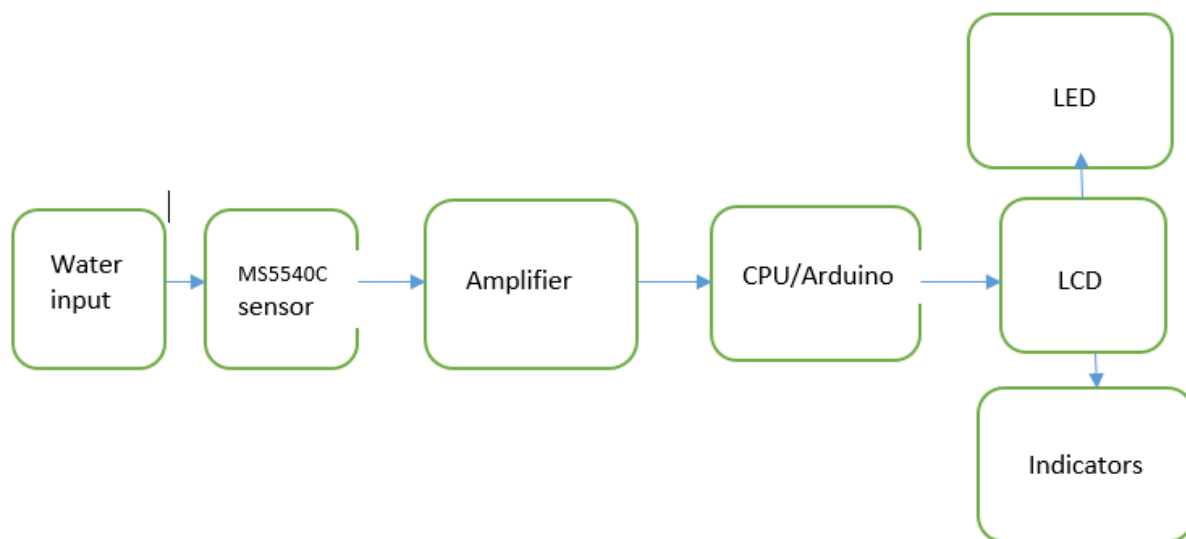 LED
Water
input
MS5540C
sensor
Amplifier
CPU/Arduino
LCD
Indicators